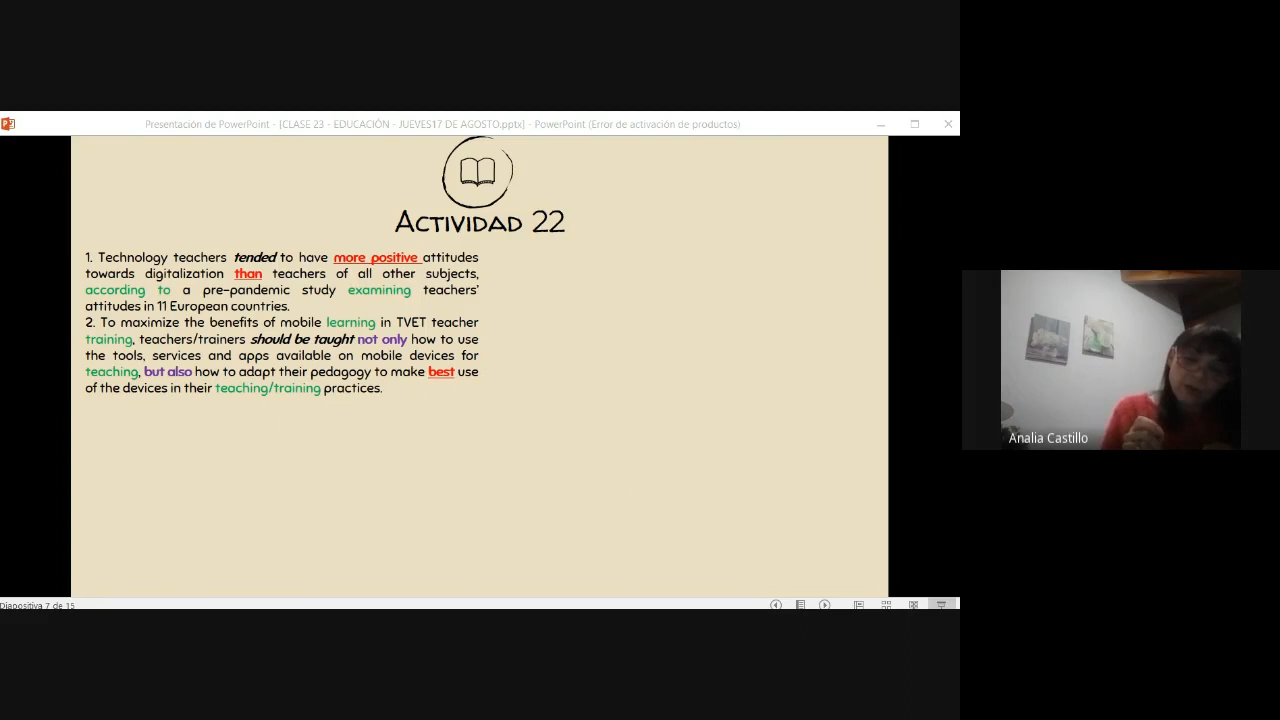 Presentación de PowerPoint - [CLASE 23 - EDUCACIÓN - JUEVES17 DE AGOSTO.pptx] - PowerPoint (Error de activación de productos)
ACTIVIDAD 22
1. Technology teachers tended to have more positive attitudes
towards digitalization than teachers of all other subjects,
according to a pre-pandemic study examining teachers'
attitudes in 11 European countries.
2. To maximize the benefits of mobile learning in TVET teacher
training, teachers/trainers should be taught not only how to use
the tools, services and apps available on mobile devices for
teaching, but also how to adapt their pedagogy to make best use
of the devices in their teaching/training practices.
Analia Castillo
Diapositiva 7 de 15